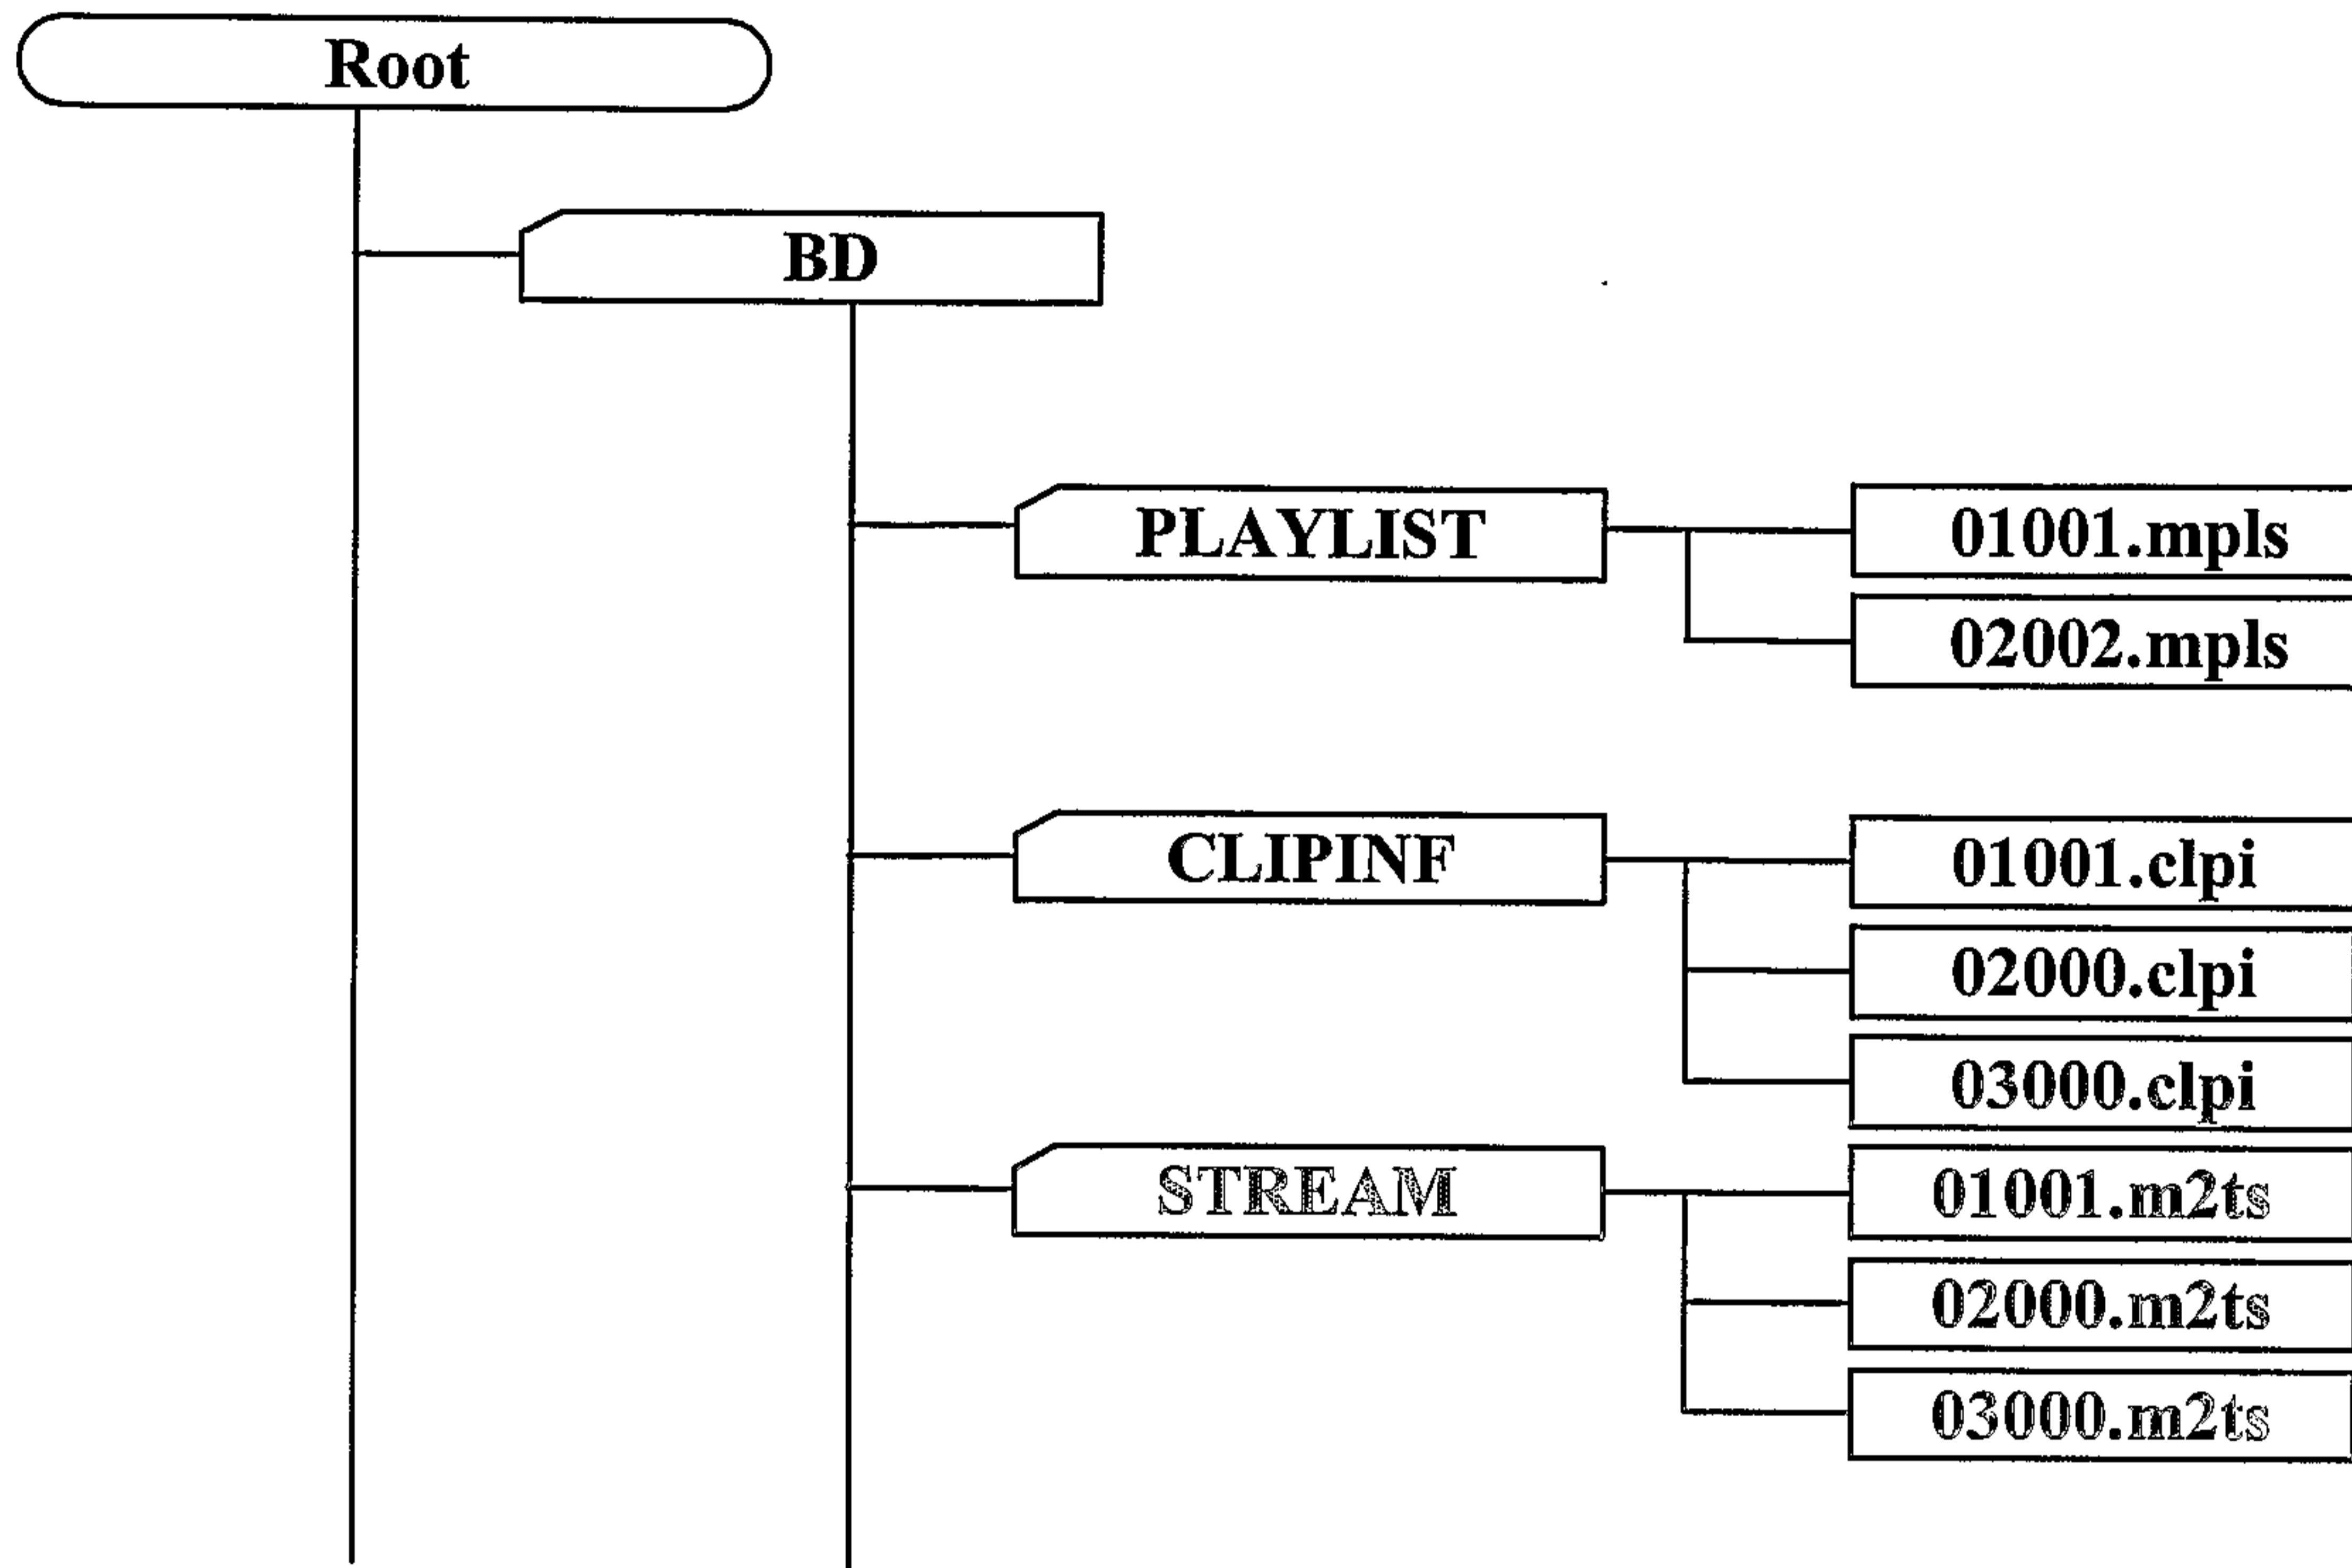 Root
BD
PLAYLIST
01001.mpls
02002.mpls
CLIPINF
01001.clpi
02000.clpi
03000.clpi
STREAM
01001.m2ts
02000.m2ts
03000.m2ts